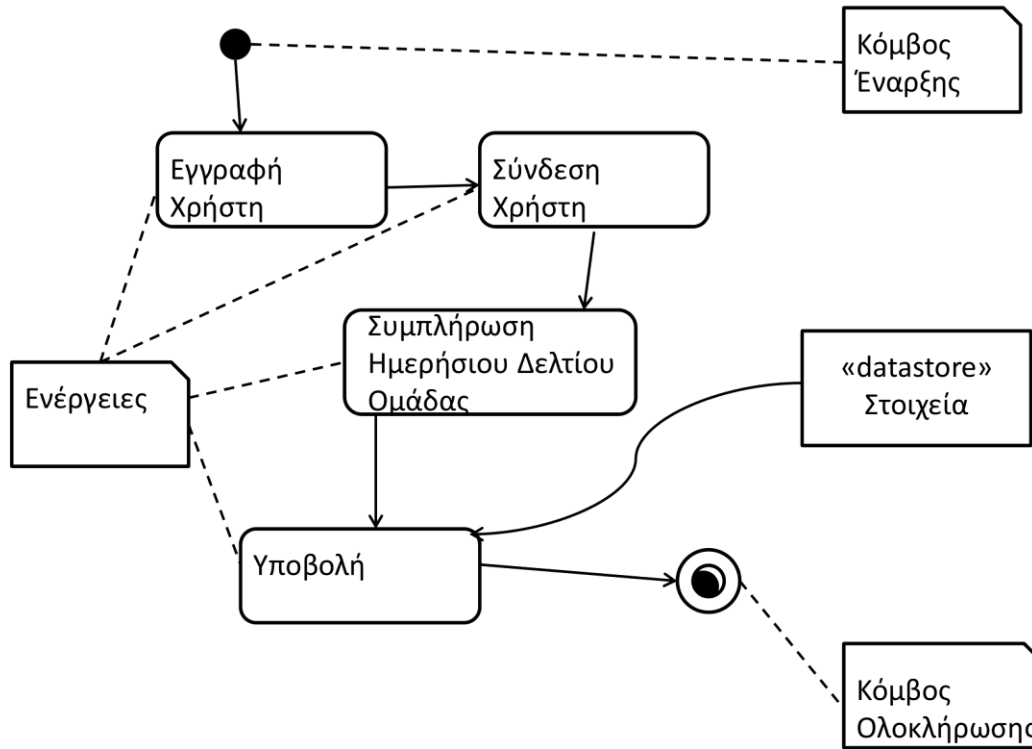 Κόμβος
Έναρξης
Εγγραφή
Χρήστη
Σύνδεση
Χρήστη
Συμπλήρωση
Ημερήσιου Δελτίου
Ομάδας
«datastore»
Στοιχεία
Ενέργειες
Υποβολή
Κόμβος
Ολοκλήρωσης